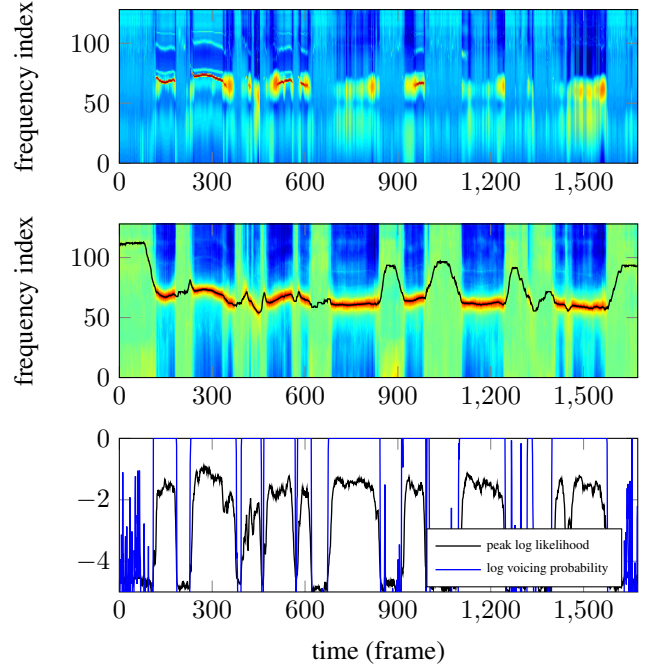 frequency index
100
50
0
0 300 600 900 1,200 1,500
frequency index
100
50
0
0 300 600 900 1,200 1,500
0
−2
−4
peak log likelihood
log voicing probability
0 300 600 900 1,200 1,500
time (frame)